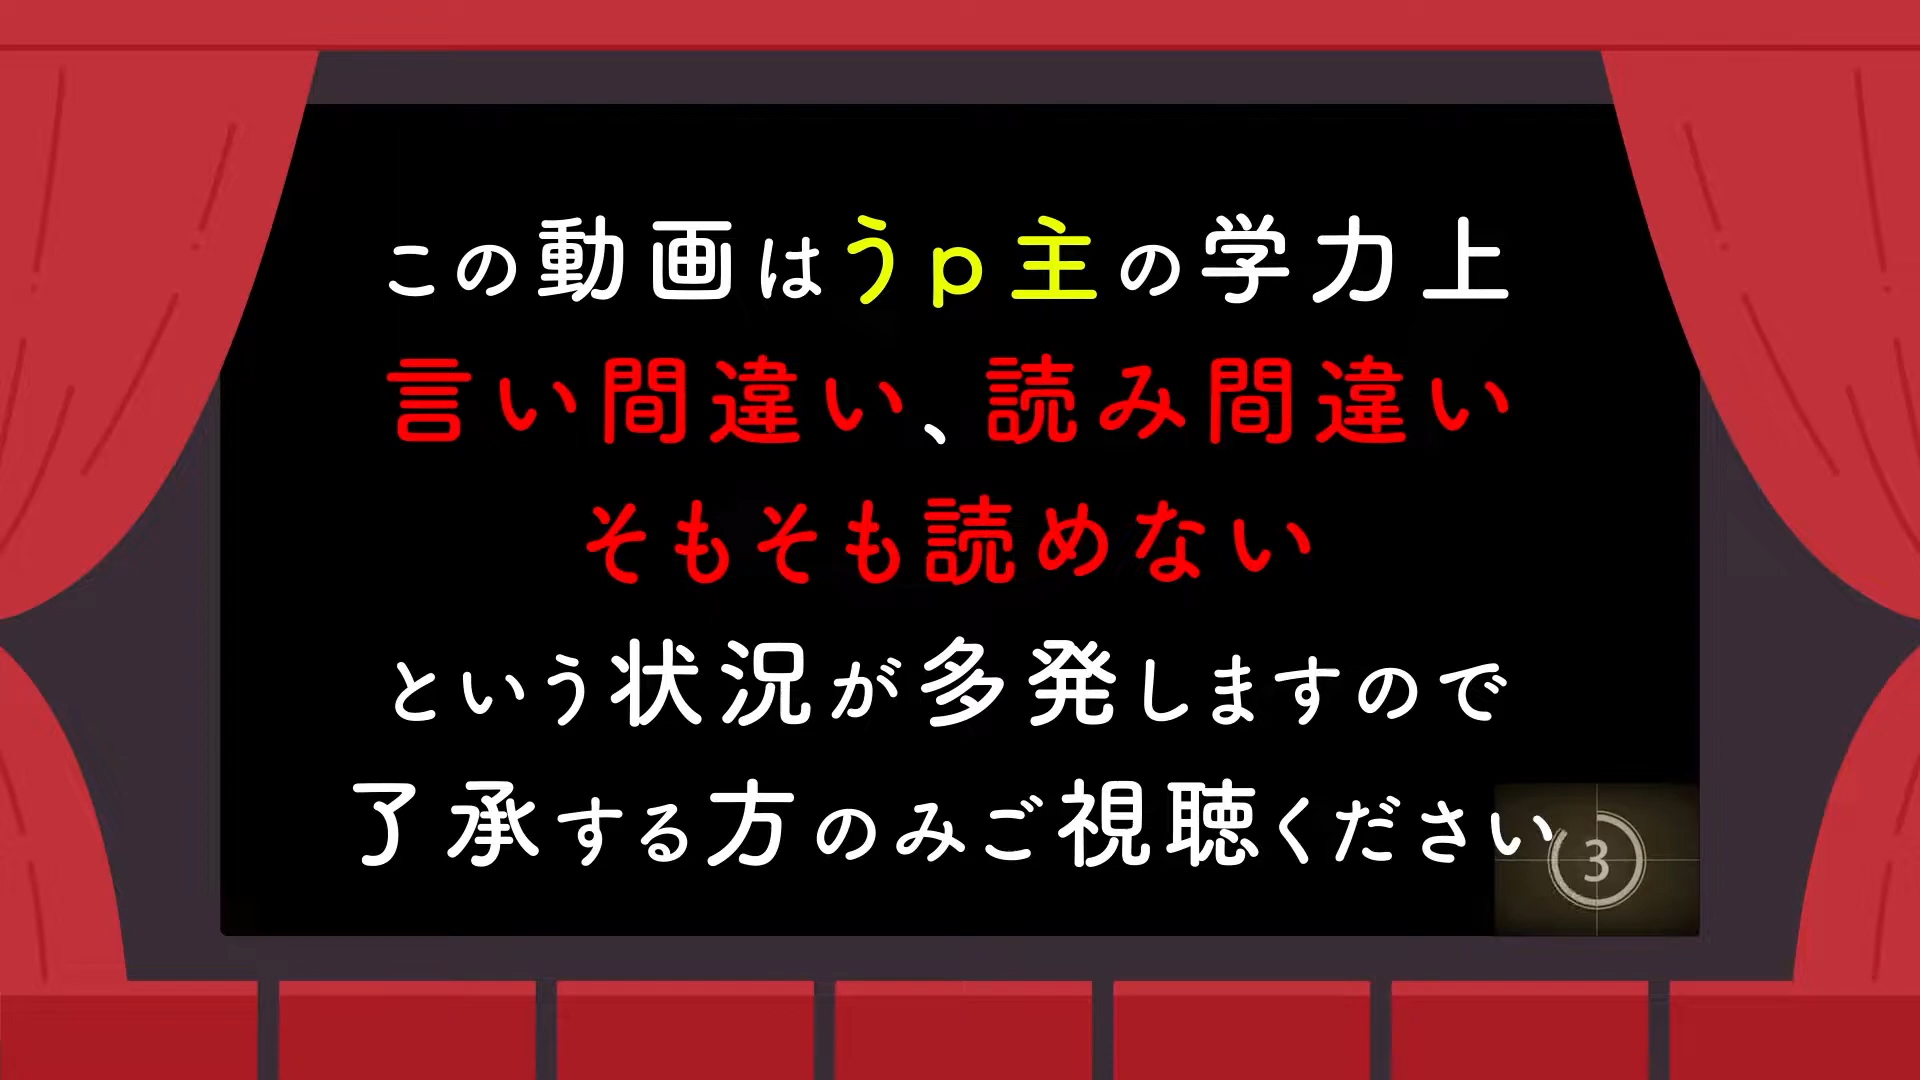 この動画はうｐ主の学力上
言い間違い、読み間違い
そもそも読めない
という状況が多発しますので
了承する方のみご視聴ください
3